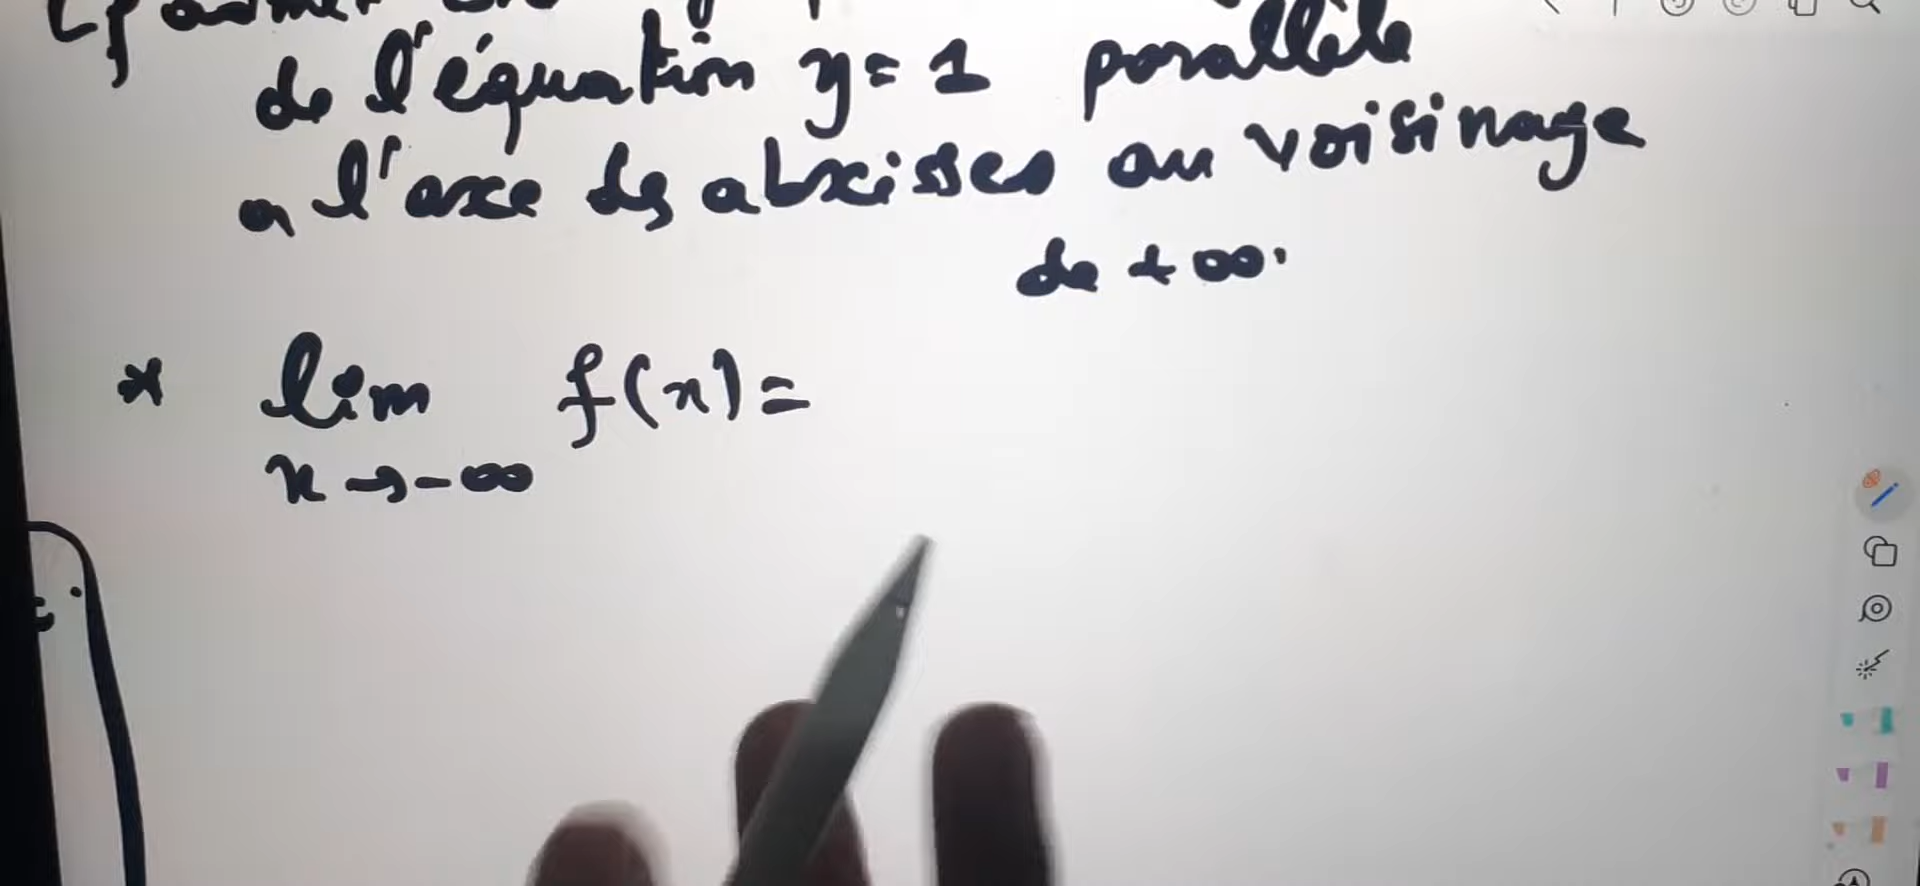 de l'équation y = 1 parallèle
a l'axe des abscisses au voisinage
de +∞.
* lim f(x) =
x → -∞